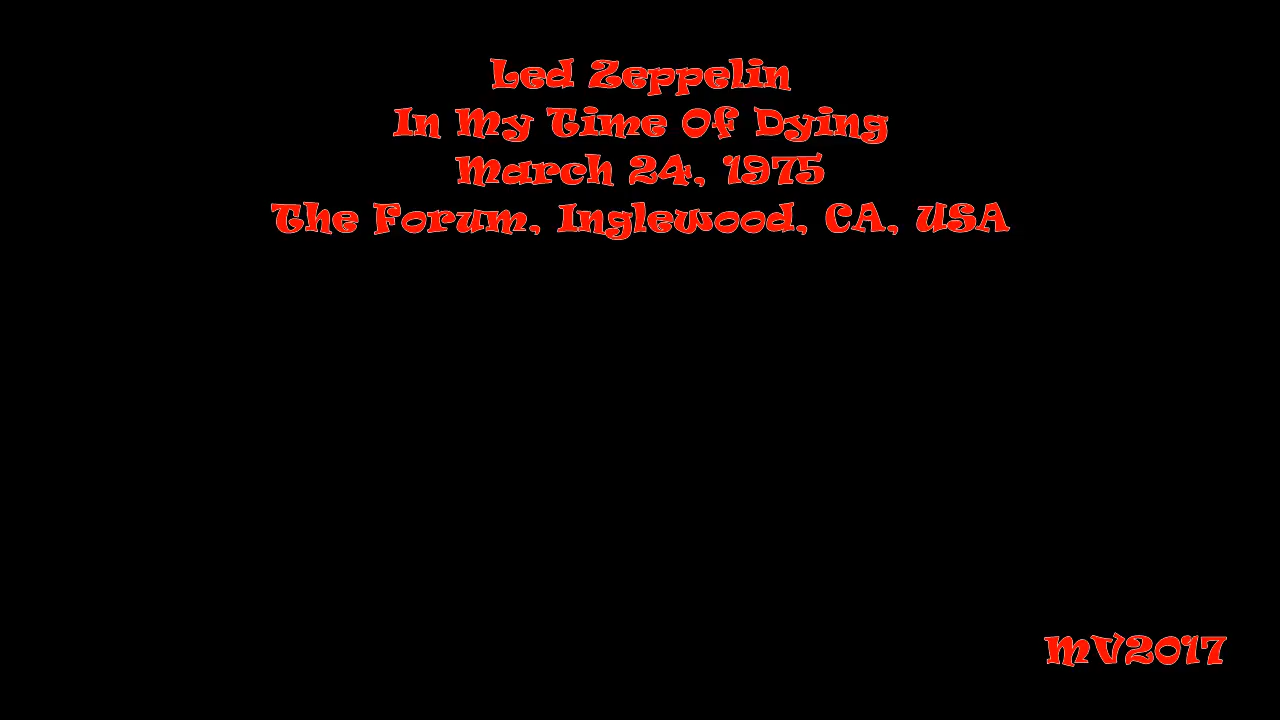 Led Zeppelin
In My Time Of Dying
March 24, 1975
The Forum, Inglewood, CA, USA
MV2017